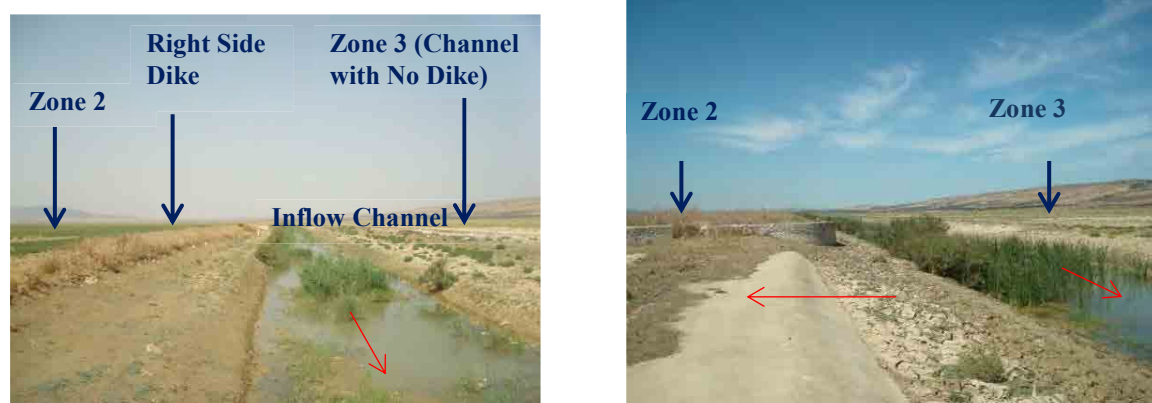 Right Side
Dike
Zone 3 (Channel
with No Dike)
Zone 2
Inflow Channel
Zone 2
Zone 3